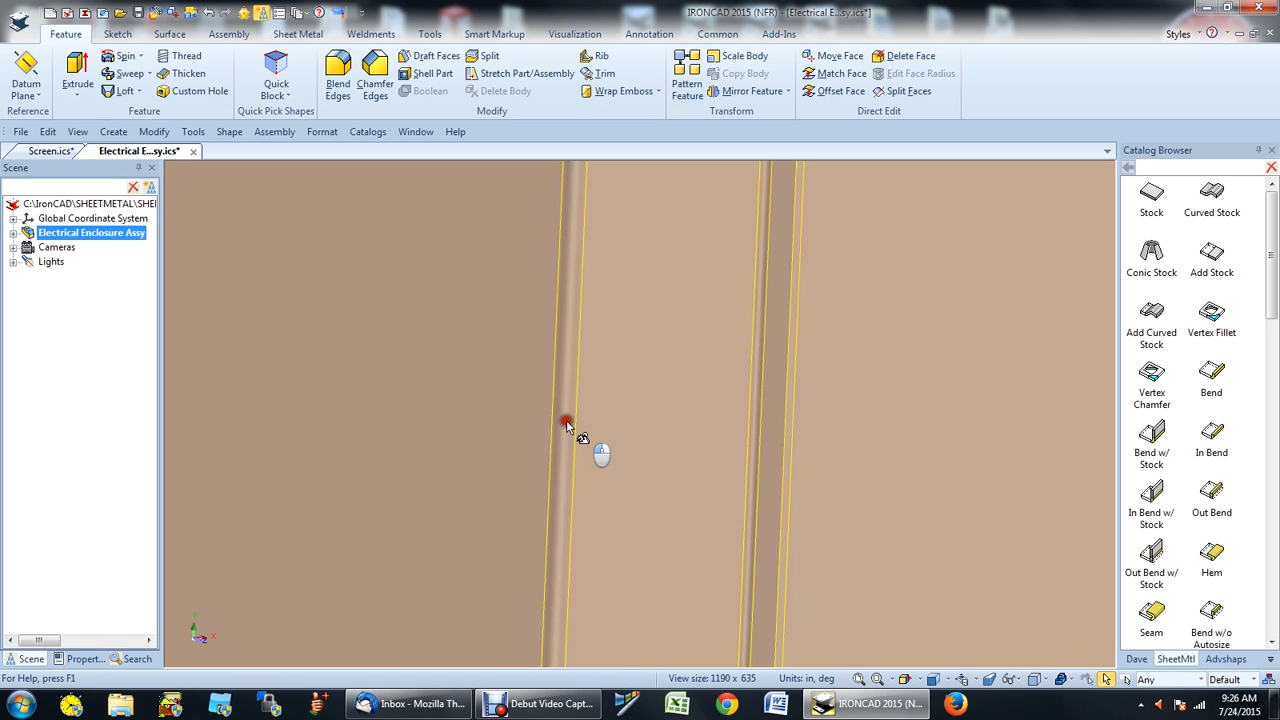 IRONCAD 2015 (NFR) - [Electrical E...sy.ics*]
Feature Sketch Surface Assembly Sheet Metal Weldments Tools Smart Markup Visualization Annotation Common Add-Ins Styles
Datum Plane
Extrude
Spin
Sweep
Loft
Thread
Thicken
Custom Hole
Quick Block
Blend Edges
Chamfer Edges
Draft Faces
Shell Part
Boolean
Split
Stretch Part/Assembly
Delete Body
Rib
Trim
Wrap Emboss
Pattern Feature
Scale Body
Copy Body
Mirror Feature
Move Face
Match Face
Offset Face
Delete Face
Edit Face Radius
Split Faces
Reference Feature Quick Pick Shapes Modify Transform Direct Edit
File Edit View Create Modify Tools Shape Assembly Format Catalogs Window Help
Screen.ics* Electrical E...sy.ics*
Scene
C:\IronCAD\SHEETMETAL\SHEI
Global Coordinate System
Electrical Enclosure Assy
Cameras
Lights
Catalog Browser
Stock Curved Stock
Conic Stock Add Stock
Add Curved Stock
Vertex Fillet
Vertex Chamfer
Bend
Bend w/ Stock
In Bend
In Bend w/ Stock
Out Bend
Out Bend w/ Stock
Hem
Seam
Bend w/o Autosize
Scene Propert... Search
Dave SheetMtl Advshaps
For Help, press F1
View size: 1190 x 635 Units: in, deg Any Default
Inbox - Mozilla Th...
Debut Video Capt...
IRONCAD 2015 (N...
9:26 AM
7/24/2015